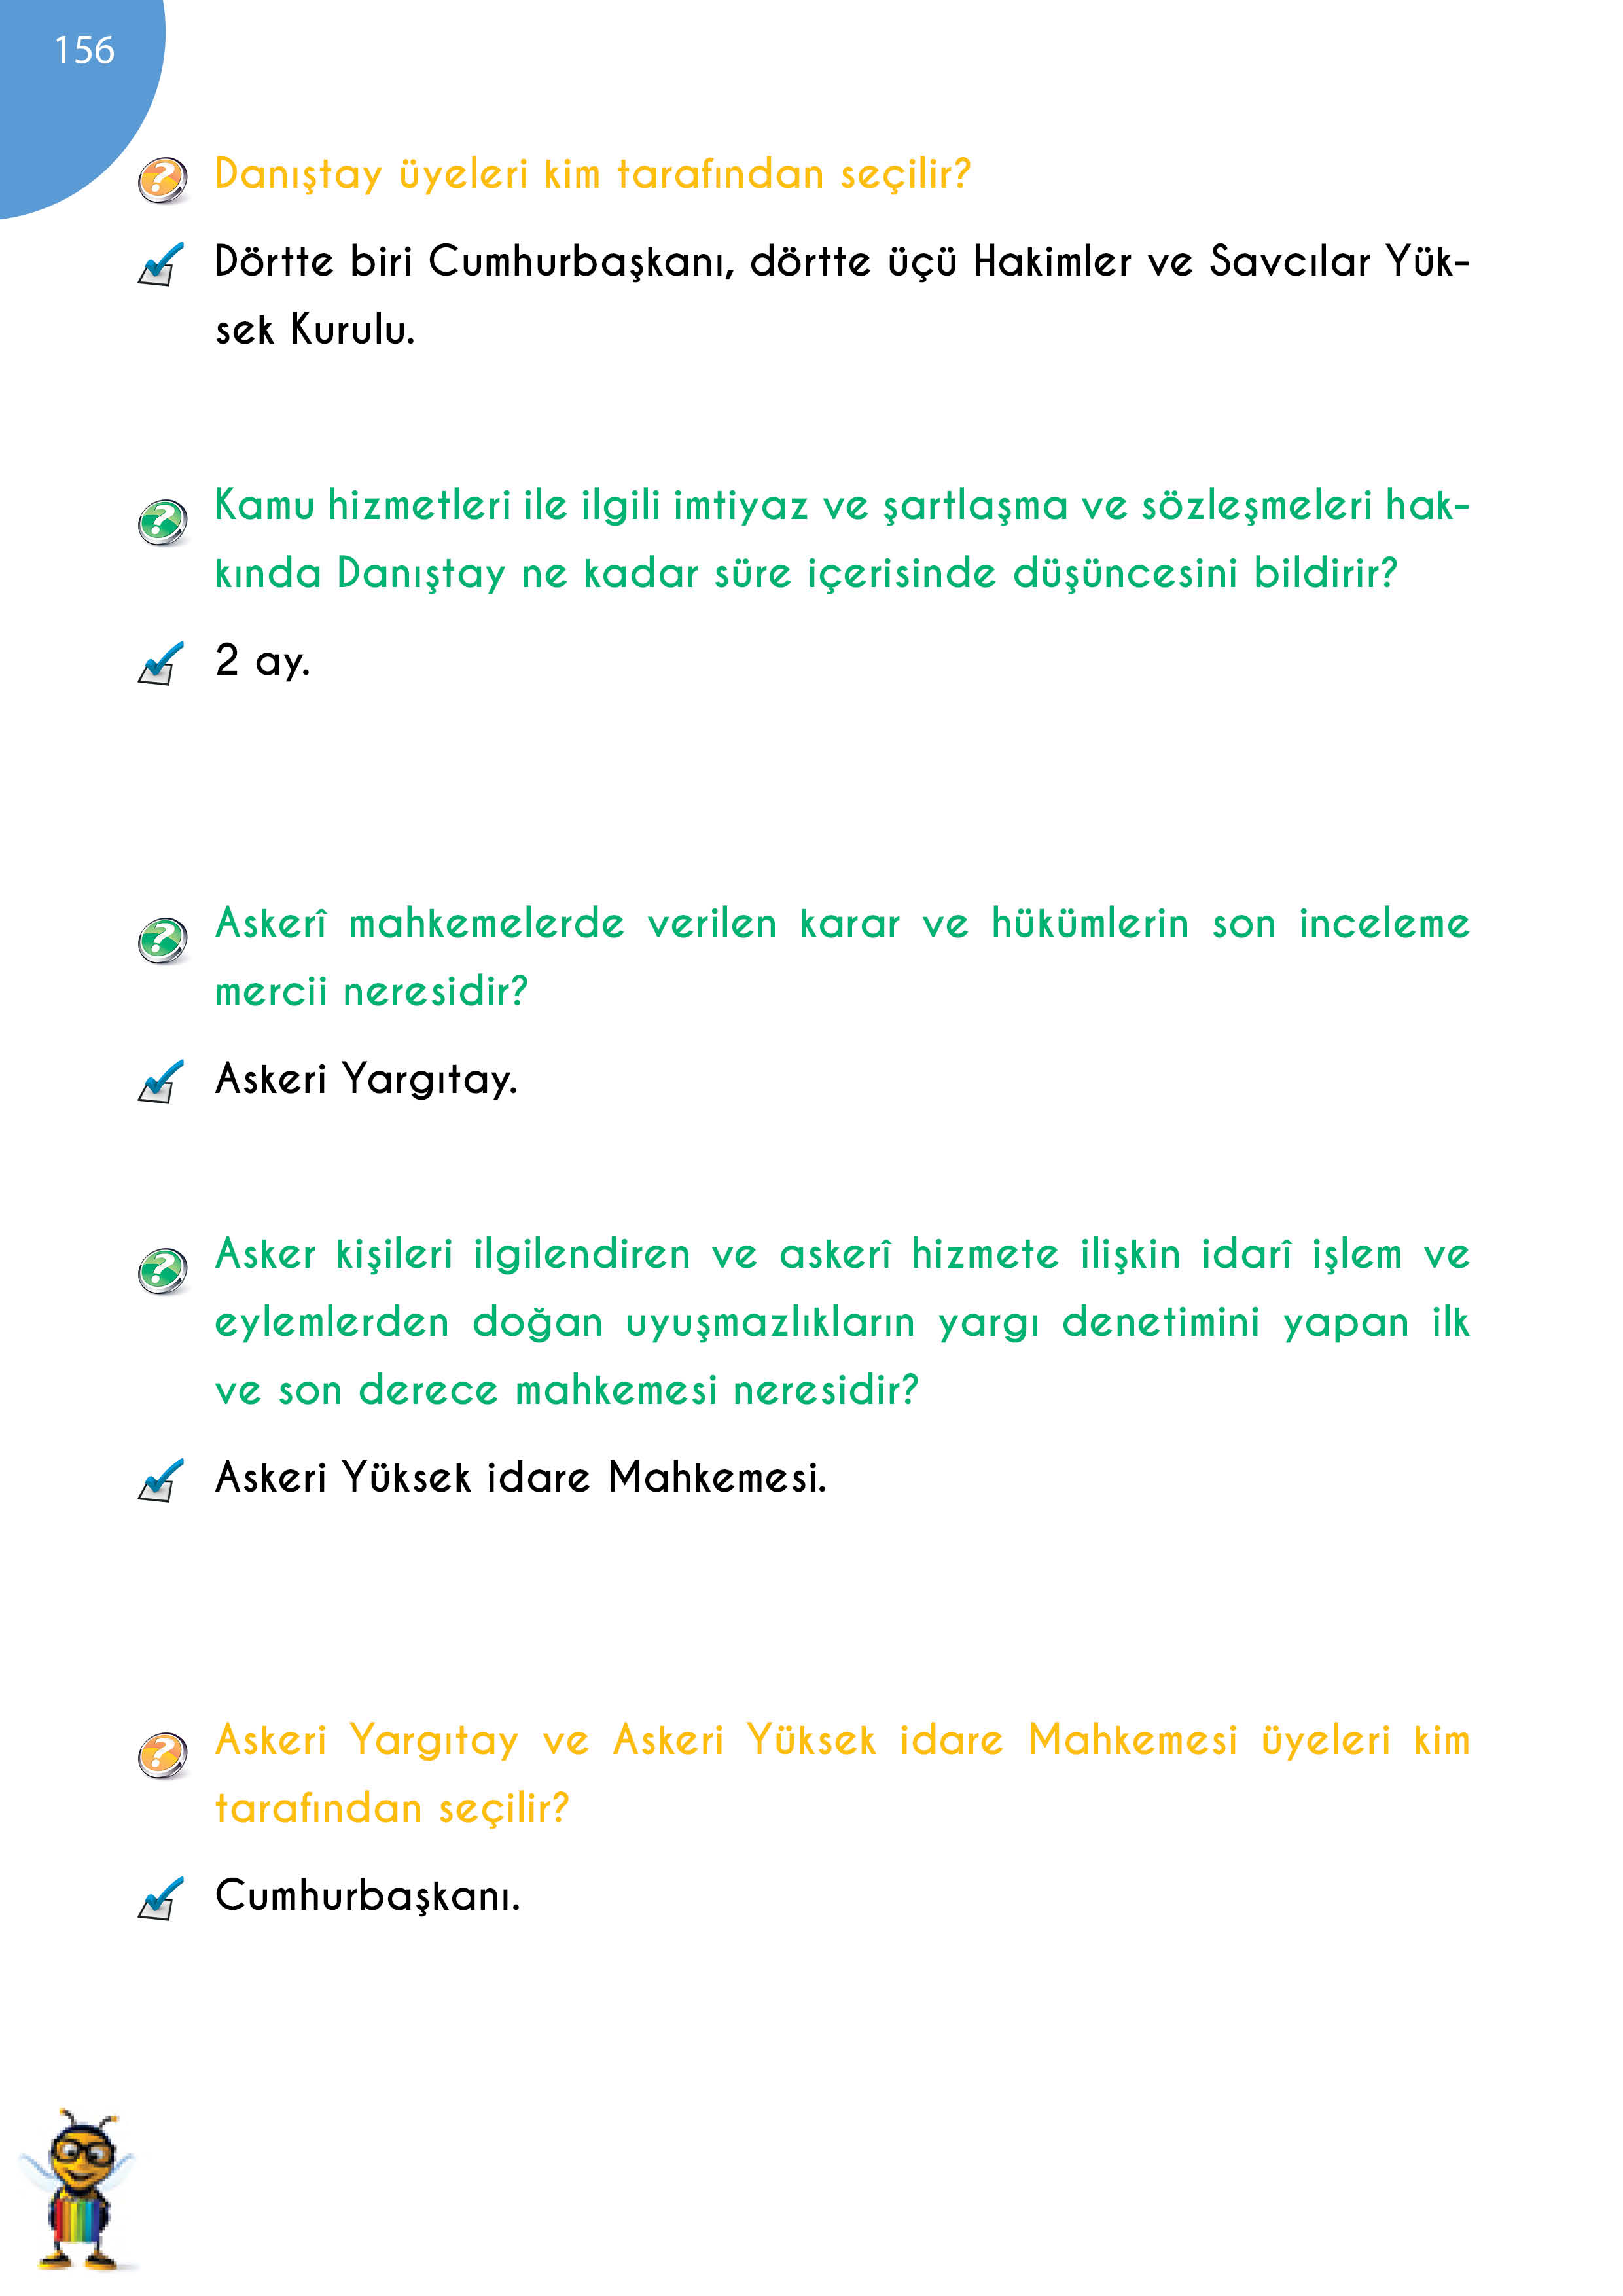 156
Danıştay üyeleri kim tarafından seçilir?
Dörtte biri Cumhurbaşkanı, dörtte üçü Hakimler ve Savcılar Yük-
sek Kurulu.
Kamu hizmetleri ile ilgili imtiyaz ve şartlaşma ve sözleşmeleri hak-
kında Danıştay ne kadar süre içerisinde düşüncesini bildirir?
2 ay.
Askerî mahkemelerde verilen karar ve hükümlerin son inceleme
mercii neresidir?
Askeri Yargıtay.
Asker kişileri ilgilendiren ve askerî hizmete ilişkin idarî işlem ve
eylemlerden doğan uyuşmazlıkların yargı denetimini yapan ilk
ve son derece mahkemesi neresidir?
Askeri Yüksek idare Mahkemesi.
Askeri Yargıtay ve Askeri Yüksek idare Mahkemesi üyeleri kim
tarafından seçilir?
Cumhurbaşkanı.